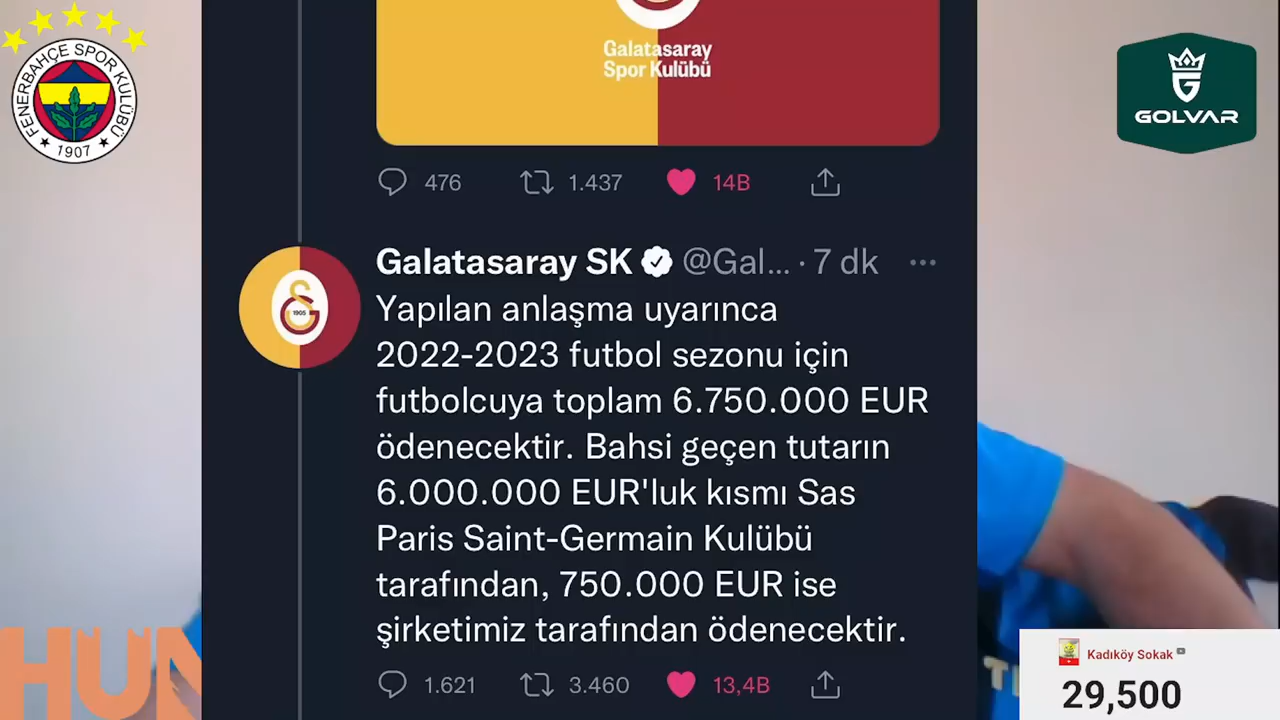 FENERBAHÇE SPOR KULÜBÜ
1907
GOLVAR
Galatasaray
Spor Kulübü
476 1.437 14B
Galatasaray SK @Gal... · 7 dk
1905
Yapılan anlaşma uyarınca
2022-2023 futbol sezonu için
futbolcuya toplam 6.750.000 EUR
ödenecektir. Bahsi geçen tutarın
6.000.000 EUR'luk kısmı Sas
Paris Saint-Germain Kulübü
tarafından, 750.000 EUR ise
şirketimiz tarafından ödenecektir.
1.621 3.460 13,4B
Kadıköy Sokak
29,500